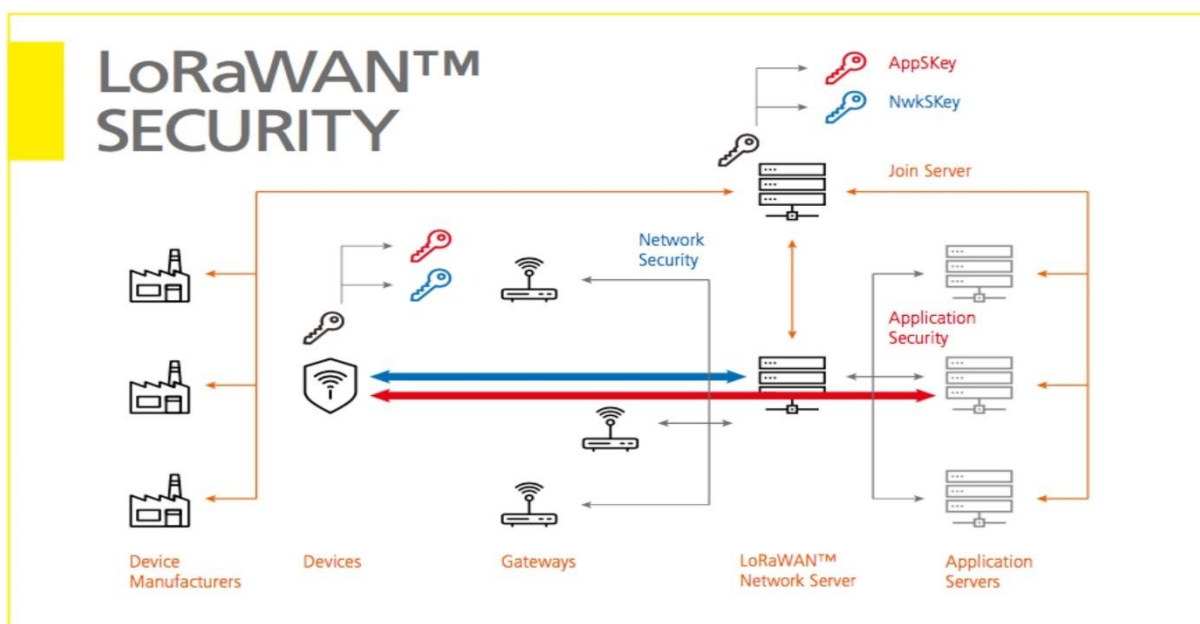 LoRaWAN™
SECURITY
AppSKey
NwkSKey
Join Server
Network
Security
Application
Security
Device
Manufacturers
Devices
Gateways
LoRaWAN™
Network Server
Application
Servers